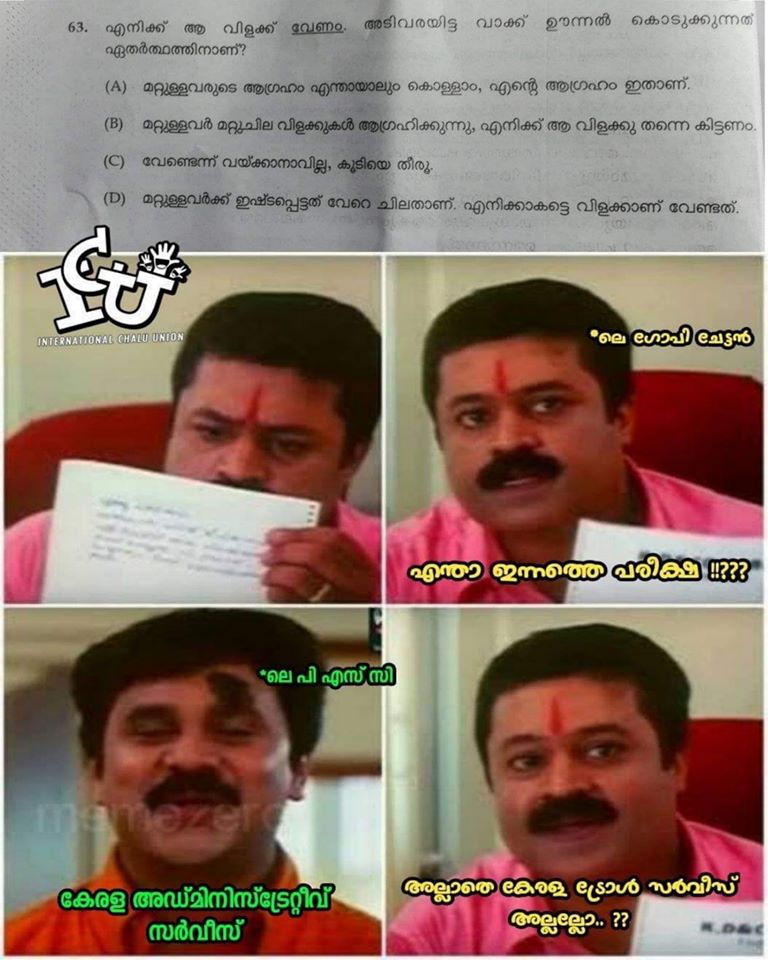 63. എനിക്ക് ആ വിളക്ക് വേണം. അടിവരയിട്ട വാക്ക് ഊന്നൽ കൊടുക്കുന്നത്
ഏതർത്ഥത്തിനാണ്?
(A) മറ്റുള്ളവരുടെ ആഗ്രഹം എന്തായാലും കൊള്ളാം, എന്റെ ആഗ്രഹം ഇതാണ്.
(B) മറ്റുള്ളവർ മറ്റുചില വിളക്കുകൾ ആഗ്രഹിക്കുന്നു, എനിക്ക് ആ വിളക്കു തന്നെ കിട്ടണം.
(C) വേണ്ടെന്ന് വയ്ക്കാനാവില്ല, കൂടിയെ തീരൂ.
(D) മറ്റുള്ളവർക്ക് ഇഷ്ടപ്പെട്ടത് വേറെ ചിലതാണ്. എനിക്കാകട്ടെ വിളക്കാണ് വേണ്ടത്.
ICU
INTERNATIONAL CHALU UNION
*ലെ ഗോപി ചേട്ടൻ
എന്താ ഇന്നത്തെ പരീക്ഷ !!???
*ലെ പി എസ് സി
memezero
കേരള അഡ്മിനിസ്ട്രേറ്റീവ്
സർവീസ്
അല്ലാതെ കേരള ട്രോൾ സർവീസ്
അല്ലല്ലോ.. ??